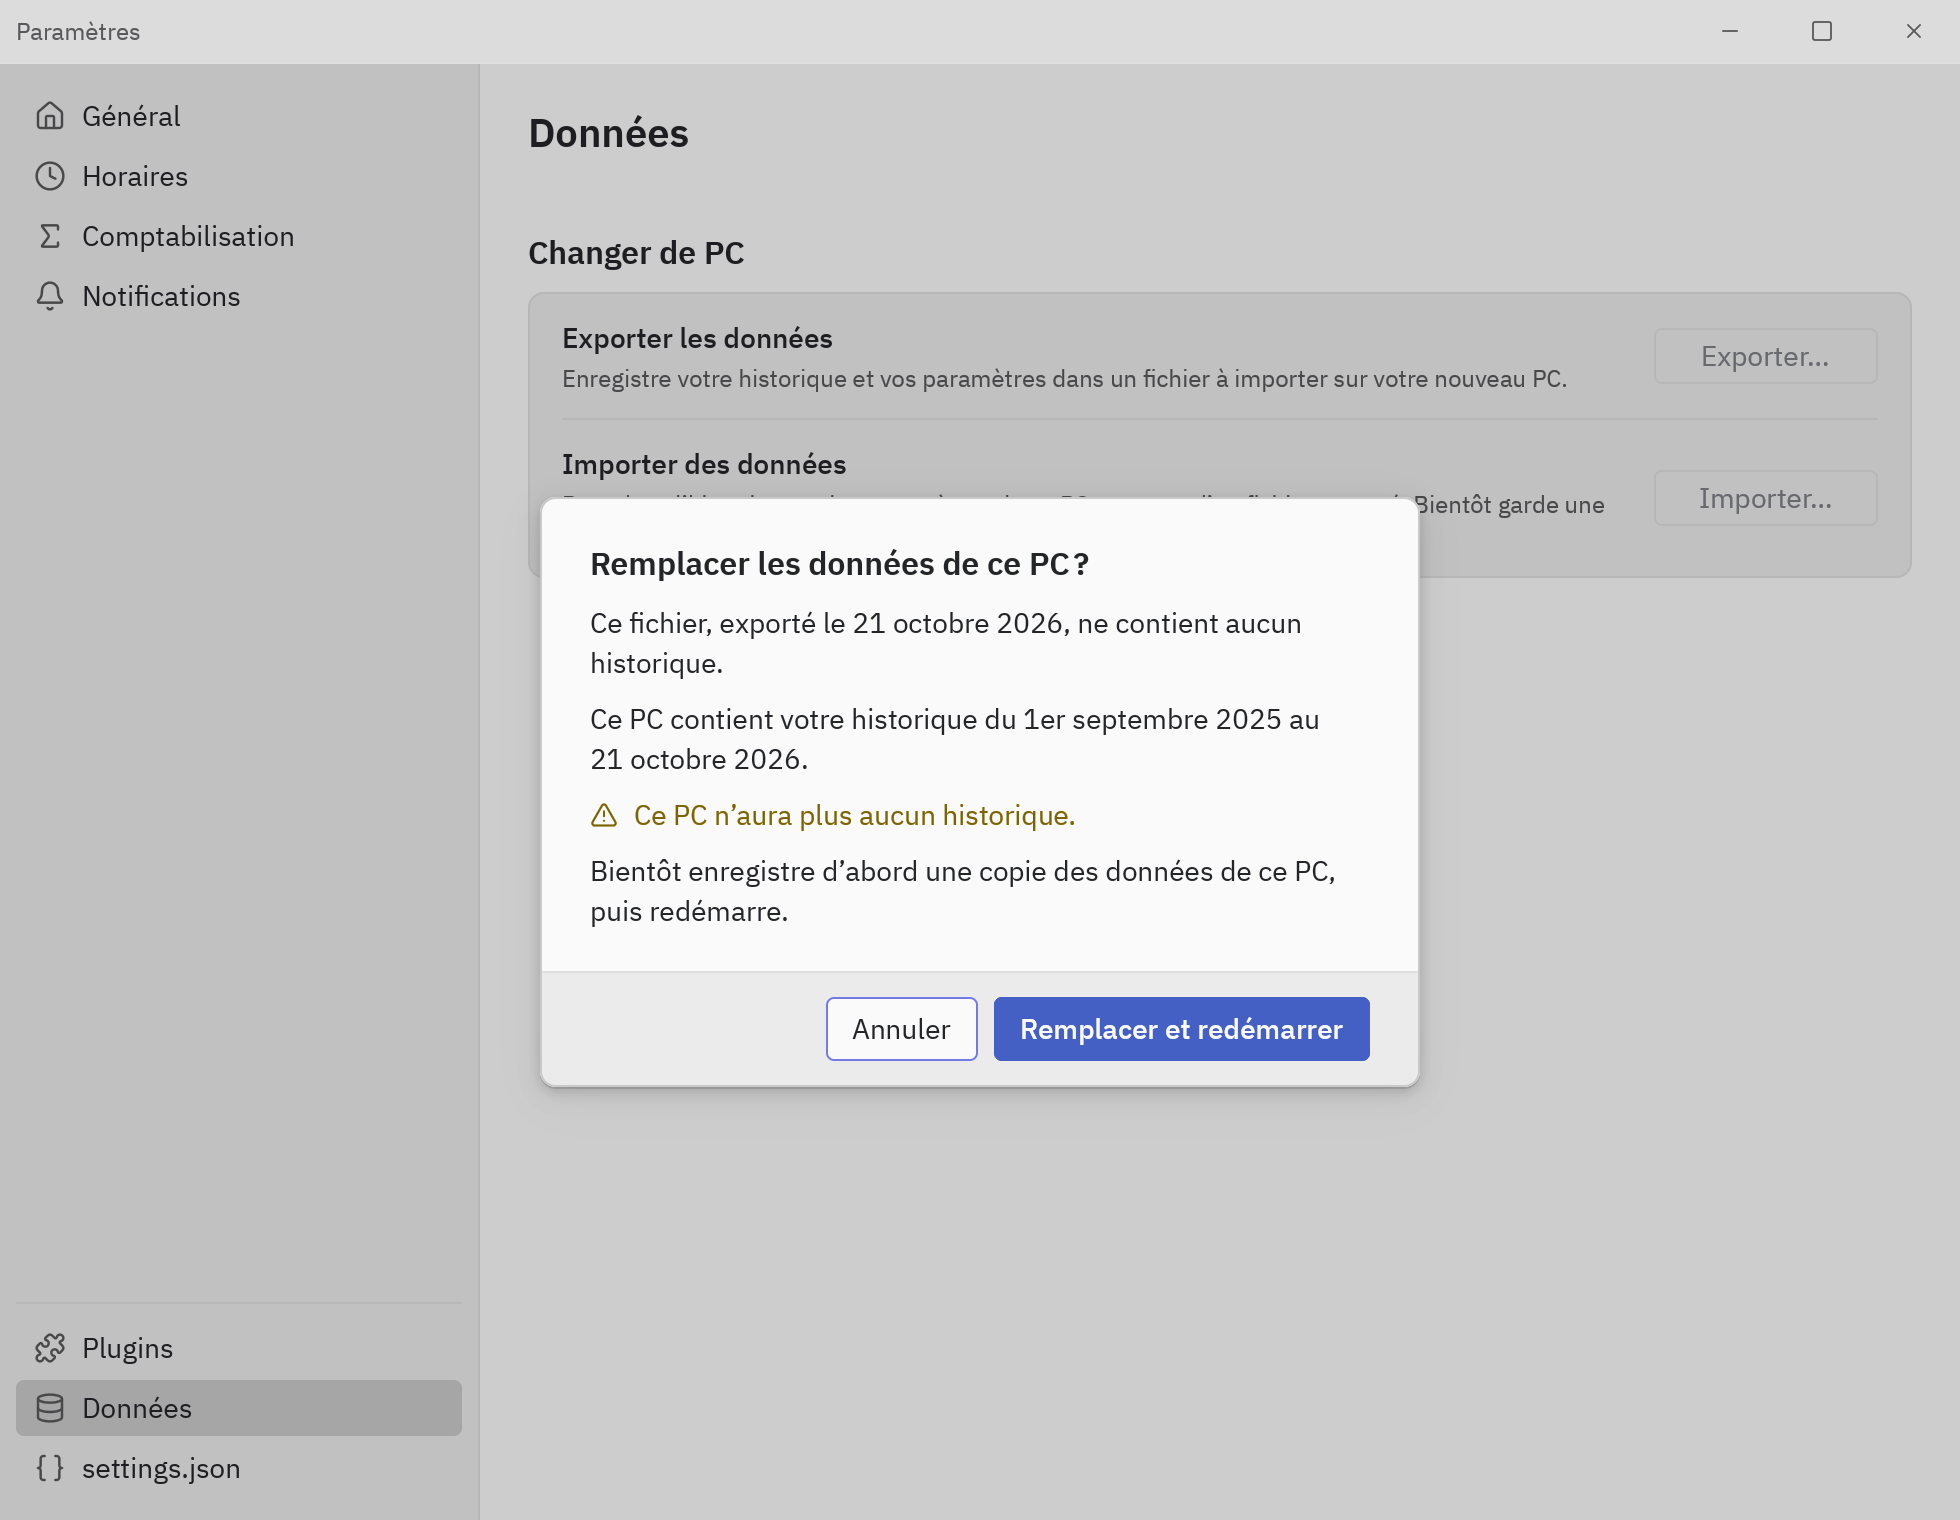 Paramètres
Général
Horaires
Comptabilisation
Notifications
Plugins
Données
settings.json
Données
Changer de PC
Exporter les données
Enregistre votre historique et vos paramètres dans un fichier à importer sur votre nouveau PC.
Exporter…
Importer des données
Bientôt garde une
Importer…
Remplacer les données de ce PC ?
Ce fichier, exporté le 21 octobre 2026, ne contient aucun
historique.
Ce PC contient votre historique du 1er septembre 2025 au
21 octobre 2026.
Ce PC n’aura plus aucun historique.
Bientôt enregistre d’abord une copie des données de ce PC,
puis redémarre.
Annuler
Remplacer et redémarrer